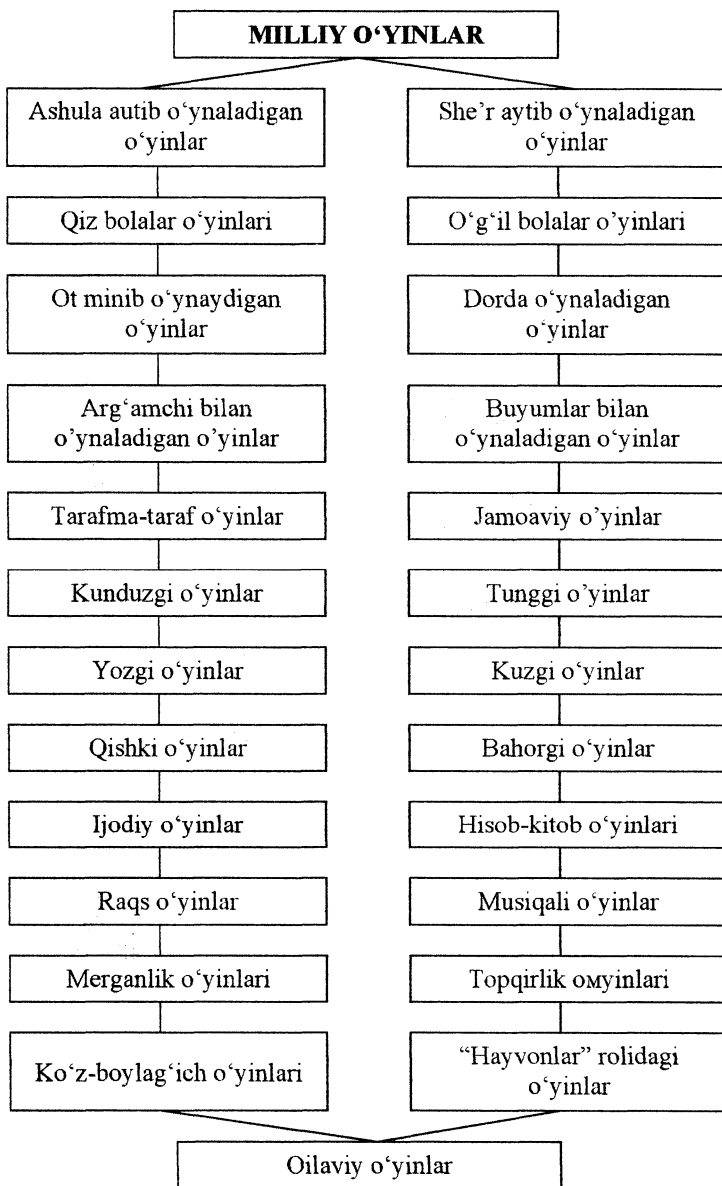 MILLIY O‘YINLAR
Ashula autib o‘ynaladigan
o‘yinlar
She’r aytib o‘ynaladigan
o‘yinlar
Qiz bolalar o‘yinlari
O‘g‘il bolalar o’yinlari
Ot minib o‘ynaydigan
o‘yinlar
Dorda o‘ynaladigan
o‘yinlar
Arg‘amchi bilan
o’ynaladigan o’yinlar
Buyumlar bilan
o‘ynaladigan o‘yinlar
Tarafma-taraf o‘yinlar
Jamoaviy o’yinlar
Kunduzgi o‘yinlar
Tunggi o’yinlar
Yozgi o‘yinlar
Kuzgi o‘yinlar
Qishki o‘yinlar
Bahorgi o‘yinlar
Ijodiy o‘yinlar
Hisob-kitob o‘yinlari
Raqs o‘yinlar
Musiqali o‘yinlar
Merganlik o‘yinlari
Topqirlik oмyinlari
Ko‘z-boylag‘ich o‘yinlari
“Hayvonlar” rolidagi
o‘yinlar
Oilaviy o‘yinlar